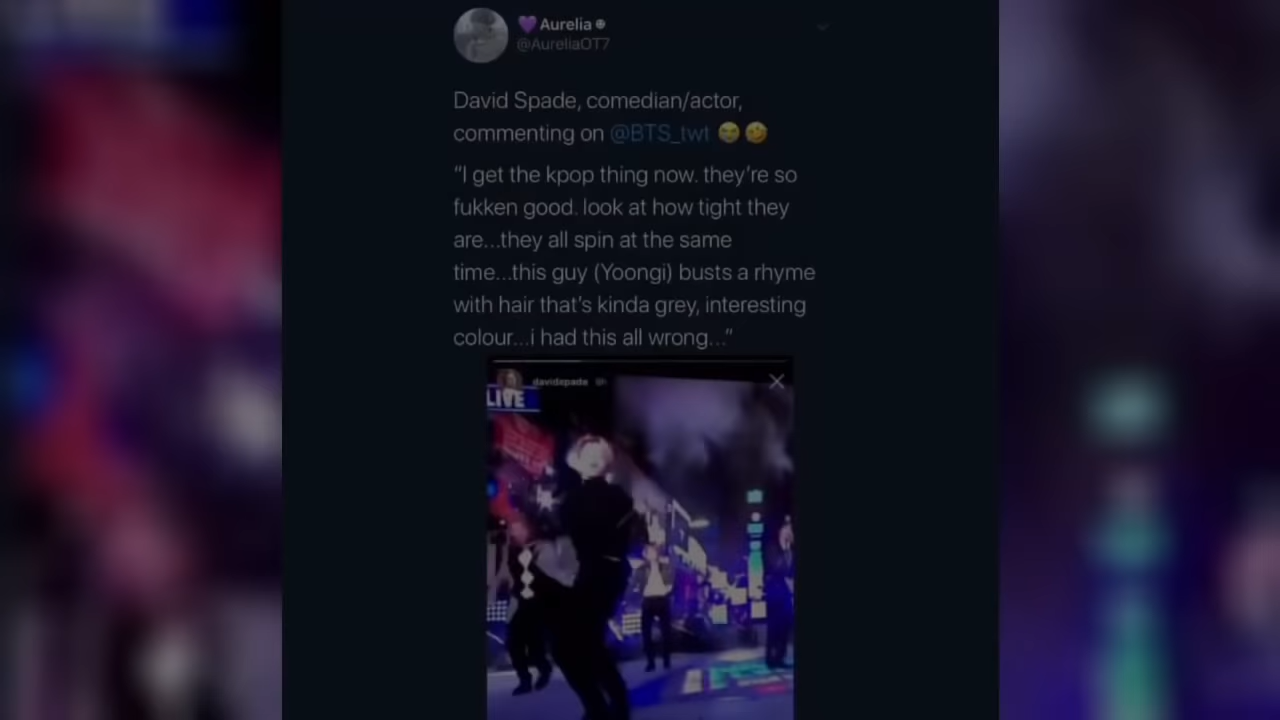 💜 Aurelia
@AureliaOT7
David Spade, comedian/actor,
commenting on @BTS_twt 😭🤣
“I get the kpop thing now. they’re so
fukken good. look at how tight they
are...they all spin at the same
time...this guy (Yoongi) busts a rhyme
with hair that’s kinda grey, interesting
colour...i had this all wrong...”
davidspade
LIVE